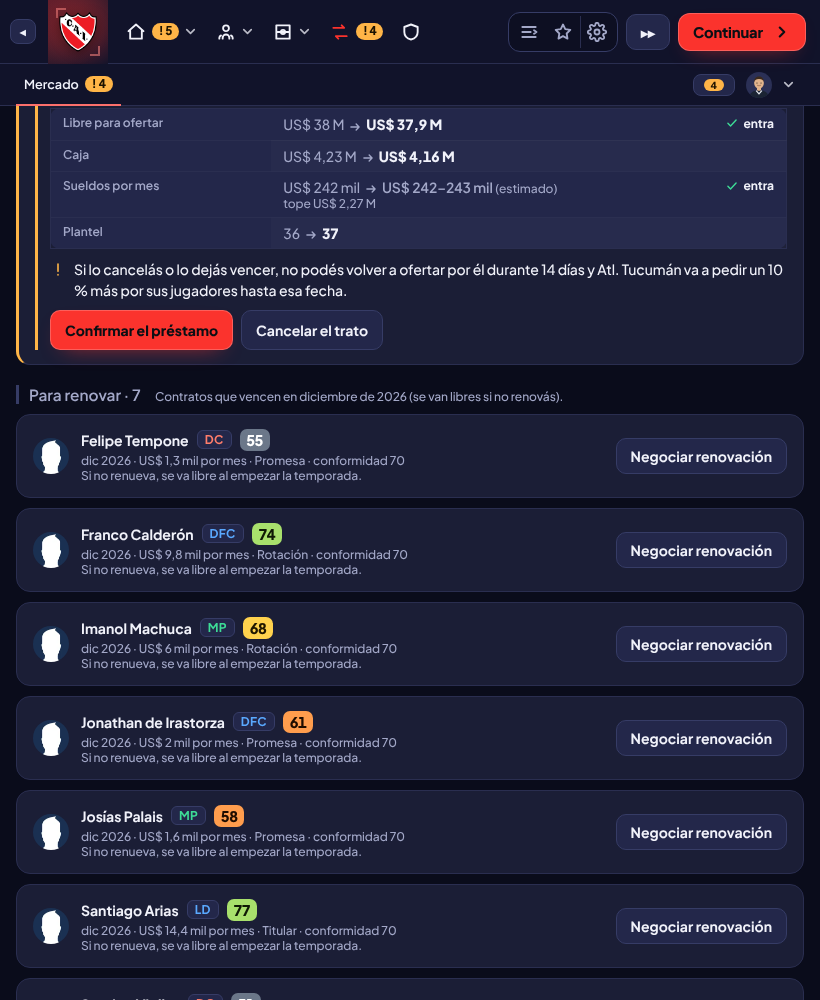 C.A.I.
! 5
! 4
Continuar
Mercado ! 4
4
Libre para ofertar US$ 38 M → US$ 37,9 M ✓ entra
Caja US$ 4,23 M → US$ 4,16 M
Sueldos por mes US$ 242 mil → US$ 242–243 mil (estimado) ✓ entra
tope US$ 2,27 M
Plantel 36 → 37
! Si lo cancelás o lo dejás vencer, no podés volver a ofertar por él durante 14 días y Atl. Tucumán va a pedir un 10
% más por sus jugadores hasta esa fecha.
Confirmar el préstamo Cancelar el trato
Para renovar · 7 Contratos que vencen en diciembre de 2026 (se van libres si no renovás).
Felipe Tempone DC 55
dic 2026 · US$ 1,3 mil por mes · Promesa · conformidad 70
Si no renueva, se va libre al empezar la temporada.
Negociar renovación
Franco Calderón DFC 74
dic 2026 · US$ 9,8 mil por mes · Rotación · conformidad 70
Si no renueva, se va libre al empezar la temporada.
Negociar renovación
Imanol Machuca MP 68
dic 2026 · US$ 6 mil por mes · Rotación · conformidad 70
Si no renueva, se va libre al empezar la temporada.
Negociar renovación
Jonathan de Irastorza DFC 61
dic 2026 · US$ 2 mil por mes · Promesa · conformidad 70
Si no renueva, se va libre al empezar la temporada.
Negociar renovación
Josías Palais MP 58
dic 2026 · US$ 1,6 mil por mes · Promesa · conformidad 70
Si no renueva, se va libre al empezar la temporada.
Negociar renovación
Santiago Arias LD 77
dic 2026 · US$ 14,4 mil por mes · Titular · conformidad 70
Si no renueva, se va libre al empezar la temporada.
Negociar renovación